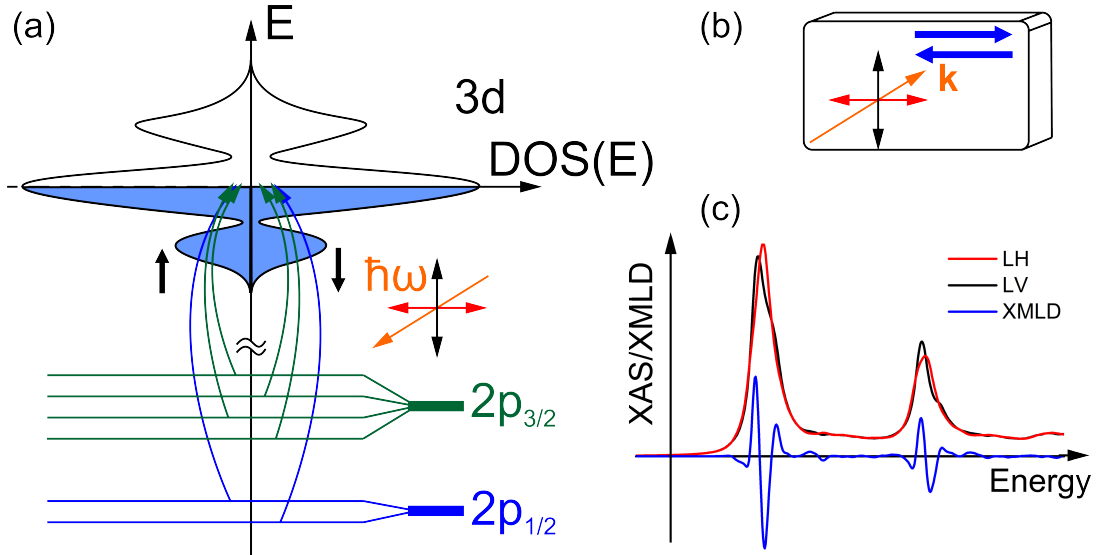 (a)
E
3d
DOS(E)
ħω
2p3/2
2p1/2
(b)
k
(c)
XAS/XMLD
LH
LV
XMLD
Energy